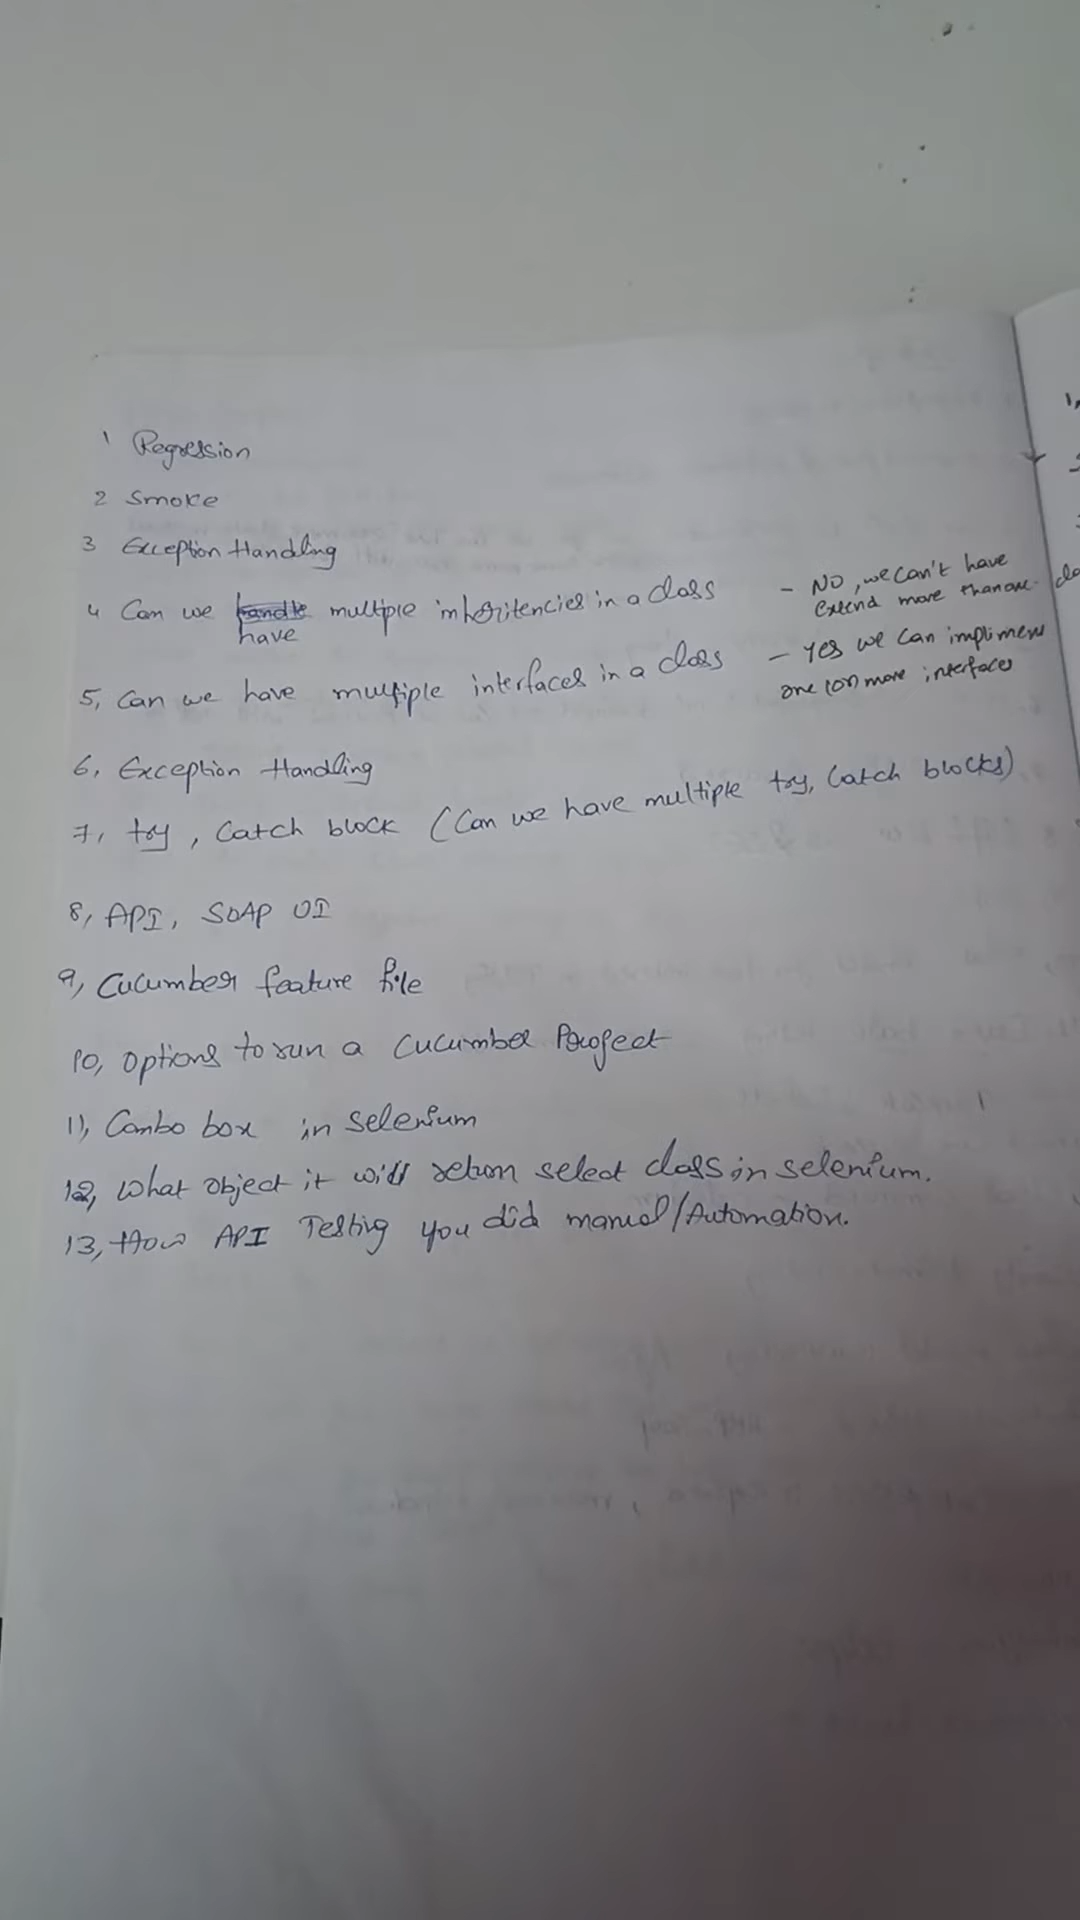 1 Regression
2 Smoke
3 Exception Handling
4 Can we have multiple inheritencies in a class - No, we can't have
extend more than one
5, Can we have multiple interfaces in a class - Yes we can impliment
one (or) more interfaces
6, Exception Handling
7, try, Catch block (Can we have multiple try, Catch blocks)
8, API, SOAP UI
9, Cucumber feature file
10, options to run a Cucumber Project
11, Combo box in selenium
12, What object it will return select class in selenium.
13, How API Testing you did manual/Automation.